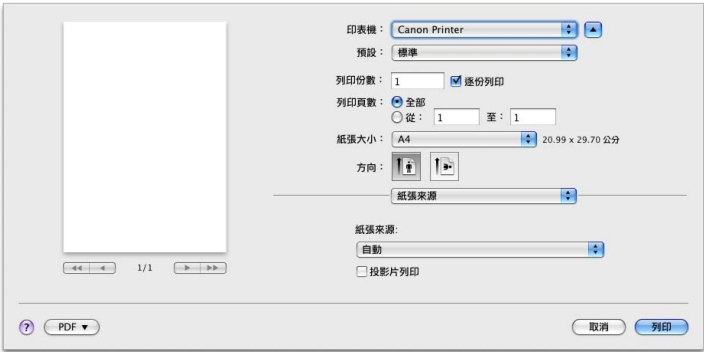 印表機： Canon Printer
預設： 標準
列印份數： 1 逐份列印
列印頁數： 全部
從： 1 至： 1
紙張大小： A4 20.99 x 29.70 公分
方向：
紙張來源
紙張來源:
自動
投影片列印
1/1
? PDF ▼ 取消 列印